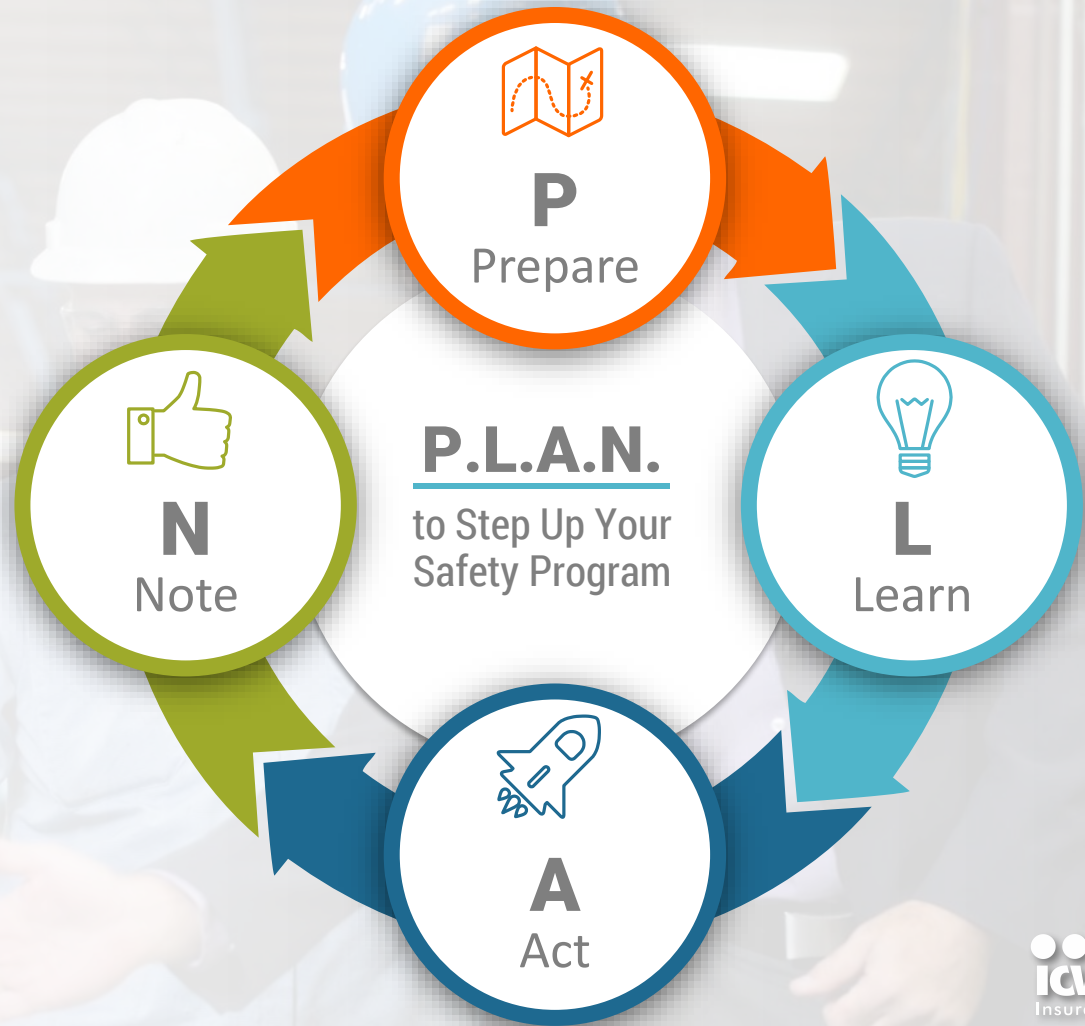 P
Prepare
P.L.A.N.
to Step Up Your
Safety Program
N
Note
L
Learn
A
Act